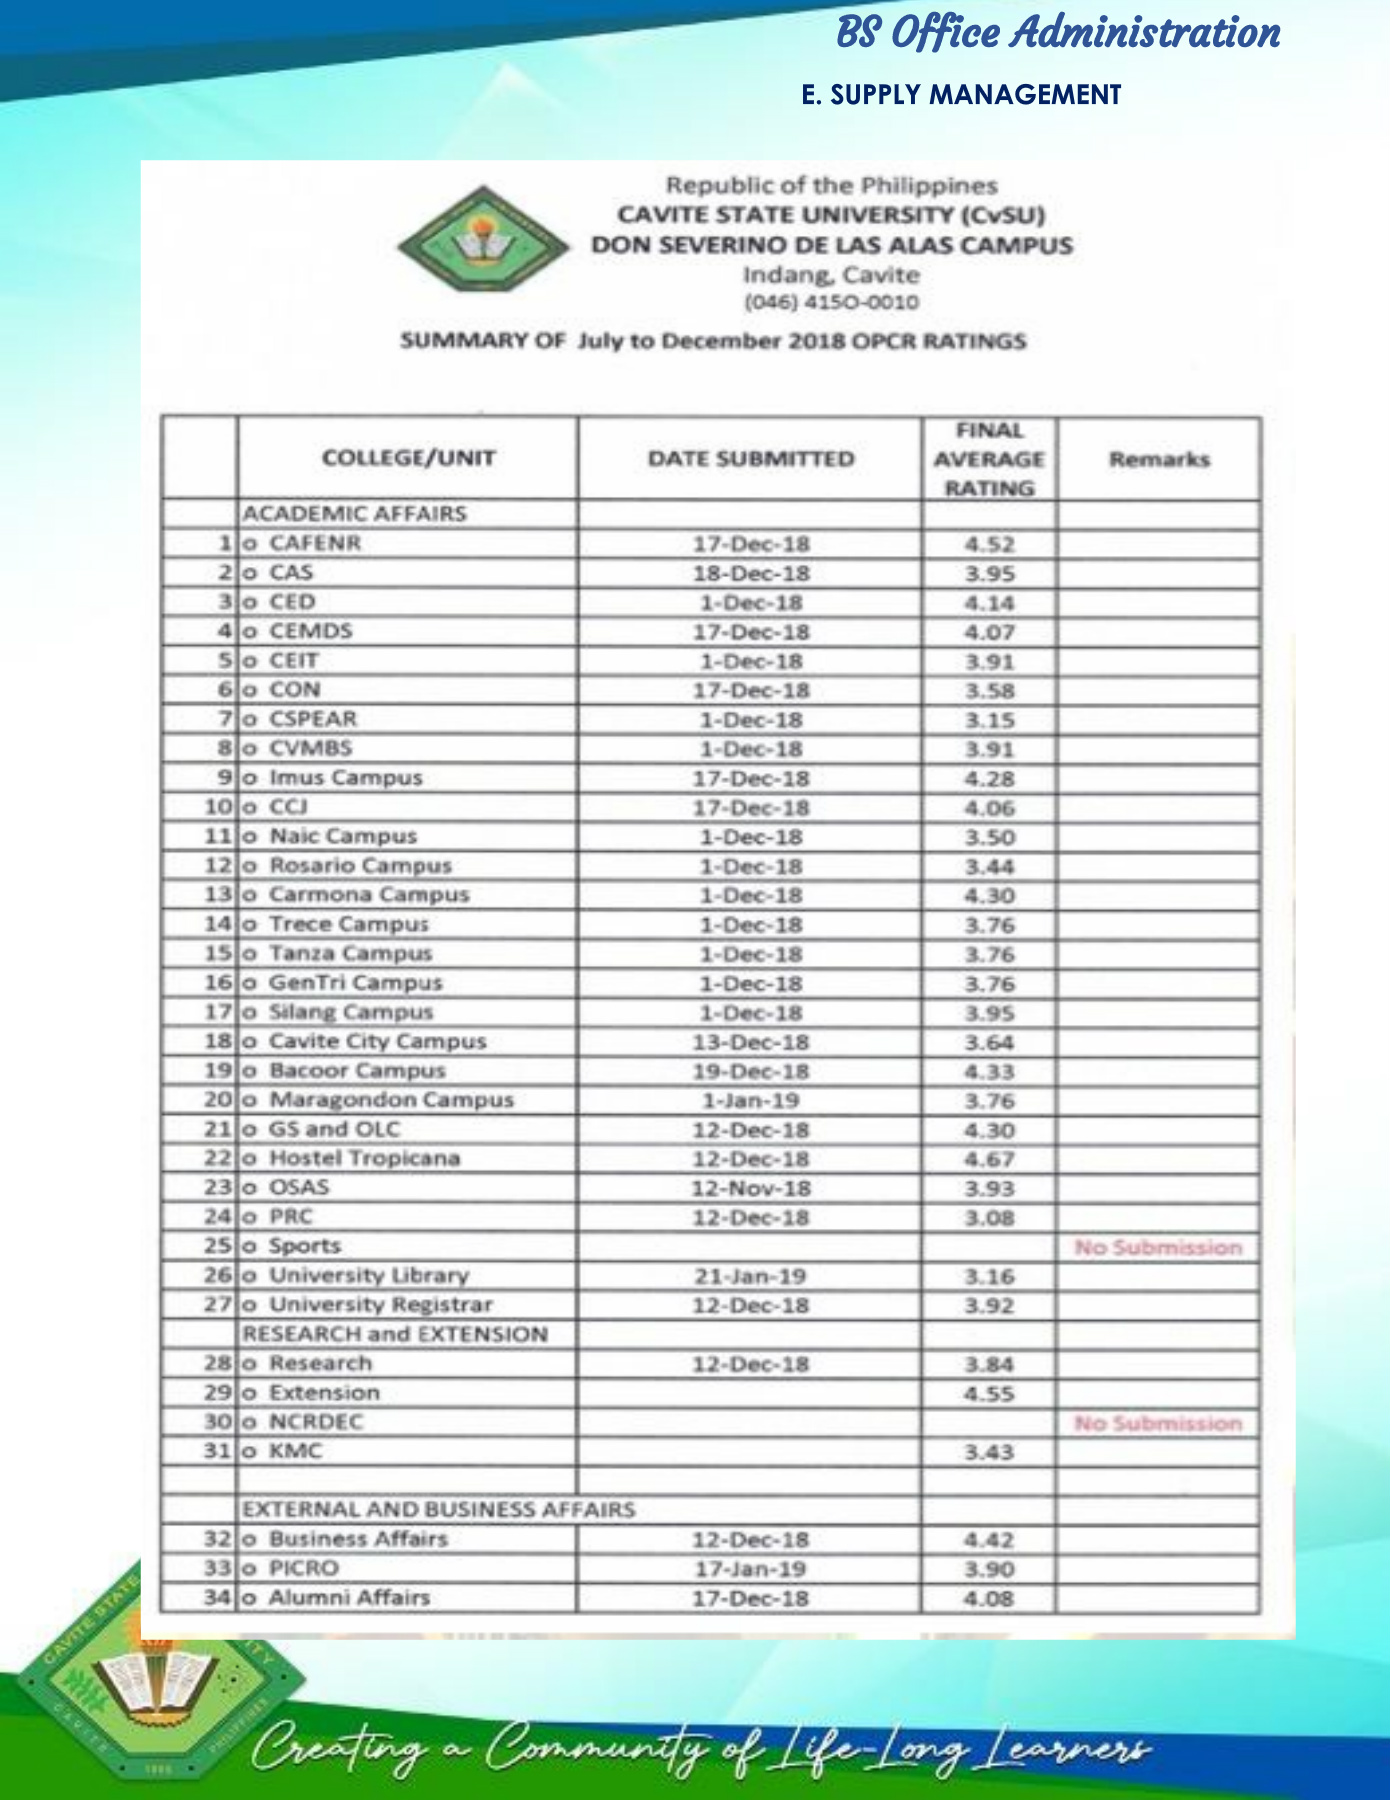 BS Office Administration
E. SUPPLY MANAGEMENT
Republic of the Philippines
CAVITE STATE UNIVERSITY (CvSU)
DON SEVERINO DE LAS ALAS CAMPUS
Indang, Cavite
(046) 415O-0010
SUMMARY OF July to December 2018 OPCR RATINGS
COLLEGE/UNIT DATE SUBMITTED FINAL AVERAGE RATING Remarks
ACADEMIC AFFAIRS
1 o CAFENR 17-Dec-18 4.52
2 o CAS 18-Dec-18 3.95
3 o CED 1-Dec-18 4.14
4 o CEMDS 17-Dec-18 4.07
5 o CEIT 1-Dec-18 3.91
6 o CON 17-Dec-18 3.58
7 o CSPEAR 1-Dec-18 3.15
8 o CVMBS 1-Dec-18 3.91
9 o Imus Campus 17-Dec-18 4.28
10 o CCJ 17-Dec-18 4.06
11 o Naic Campus 1-Dec-18 3.50
12 o Rosario Campus 1-Dec-18 3.44
13 o Carmona Campus 1-Dec-18 4.30
14 o Trece Campus 1-Dec-18 3.76
15 o Tanza Campus 1-Dec-18 3.76
16 o GenTri Campus 1-Dec-18 3.76
17 o Silang Campus 1-Dec-18 3.95
18 o Cavite City Campus 13-Dec-18 3.64
19 o Bacoor Campus 19-Dec-18 4.33
20 o Maragondon Campus 1-Jan-19 3.76
21 o GS and OLC 12-Dec-18 4.30
22 o Hostel Tropicana 12-Dec-18 4.67
23 o OSAS 12-Nov-18 3.93
24 o PRC 12-Dec-18 3.08
25 o Sports No Submission
26 o University Library 21-Jan-19 3.16
27 o University Registrar 12-Dec-18 3.92
RESEARCH and EXTENSION
28 o Research 12-Dec-18 3.84
29 o Extension 4.55
30 o NCRDEC No Submission
31 o KMC 3.43
EXTERNAL AND BUSINESS AFFAIRS
32 o Business Affairs 12-Dec-18 4.42
33 o PICRO 17-Jan-19 3.90
34 o Alumni Affairs 17-Dec-18 4.08
CAVITE STATE
CAVITE
PHILIPPINES
Creating a Community of Life-Long Learners